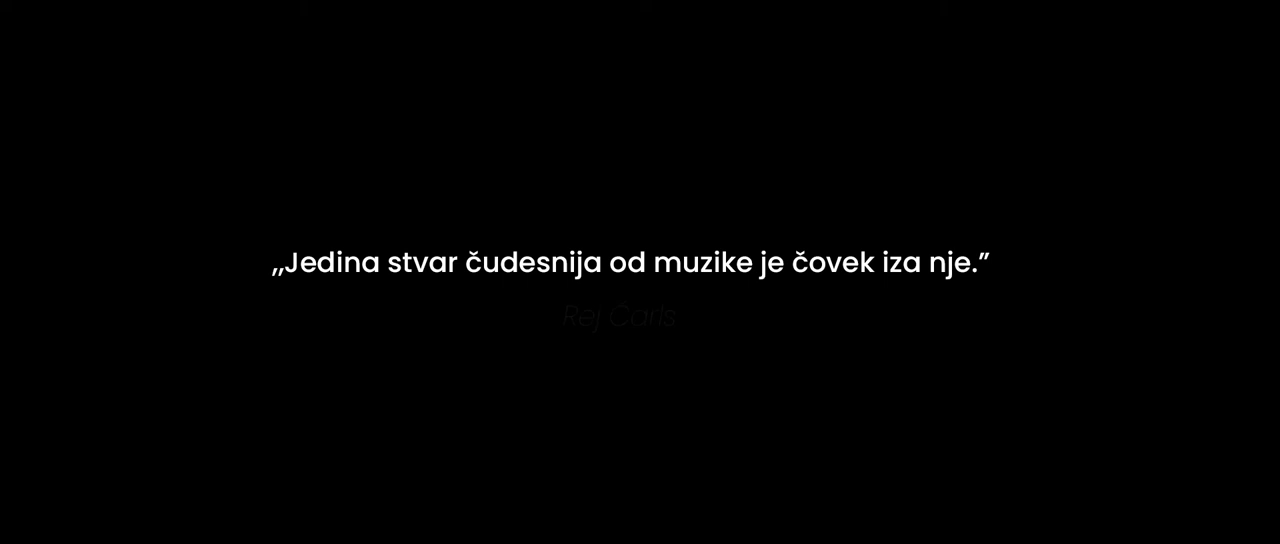 ,,Jedina stvar čudesnija od muzike je čovek iza nje.”
Rej Čarls